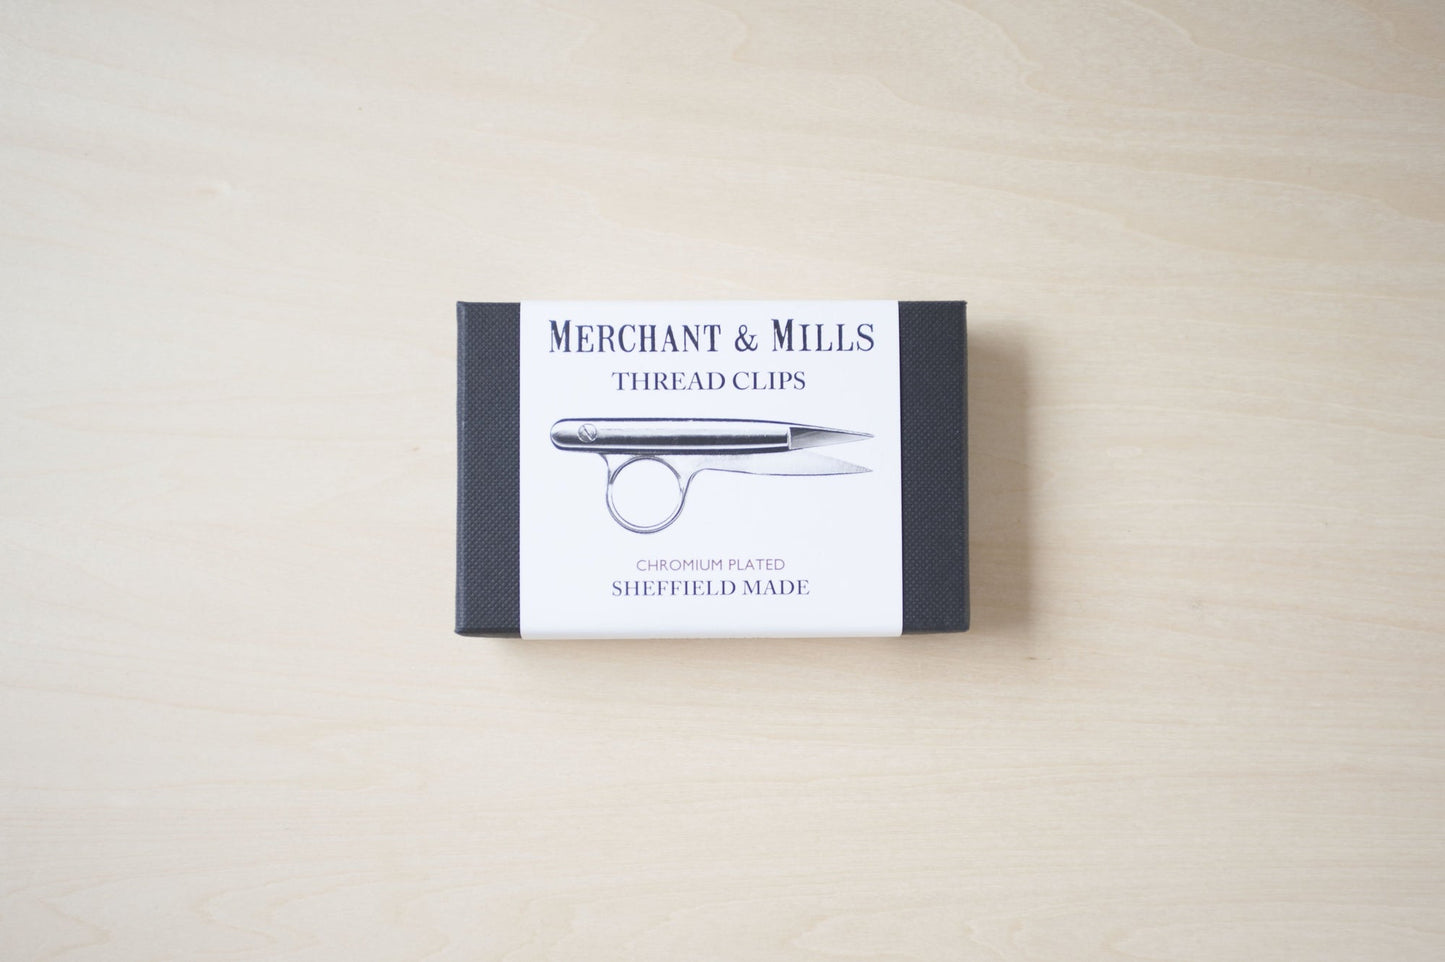 MERCHANT & MILLS
THREAD CLIPS
CHROMIUM PLATED
SHEFFIELD MADE